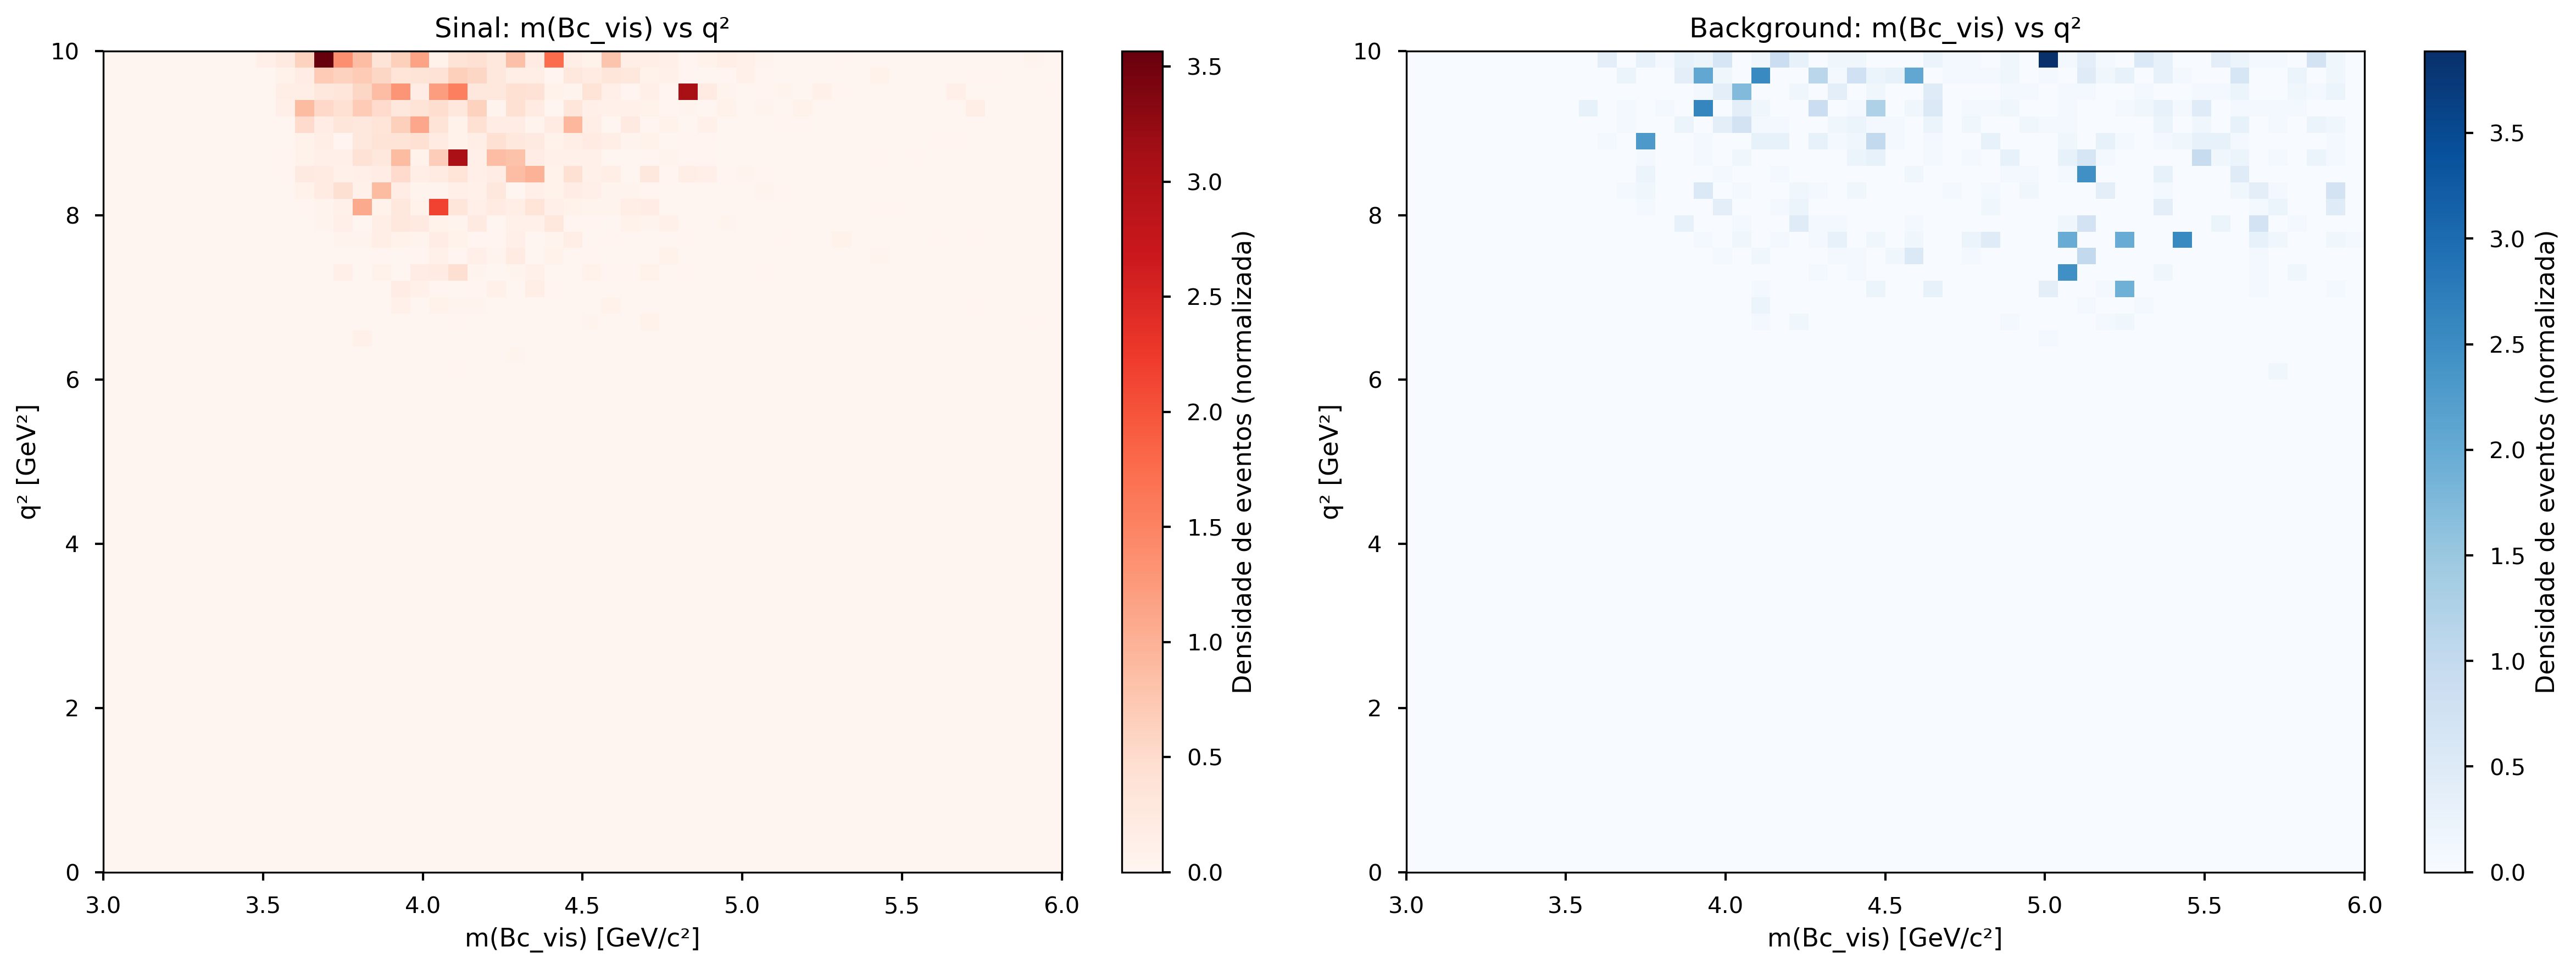 Sinal: m(Bc_vis) vs q²
10
8
6
4
2
0
q² [GeV²]
3.0 3.5 4.0 4.5 5.0 5.5 6.0
m(Bc_vis) [GeV/c²]
3.5
3.0
2.5
2.0
1.5
1.0
0.5
0.0
Densidade de eventos (normalizada)
Background: m(Bc_vis) vs q²
10
8
6
4
2
0
q² [GeV²]
3.0 3.5 4.0 4.5 5.0 5.5 6.0
m(Bc_vis) [GeV/c²]
3.5
3.0
2.5
2.0
1.5
1.0
0.5
0.0
Densidade de eventos (normalizada)